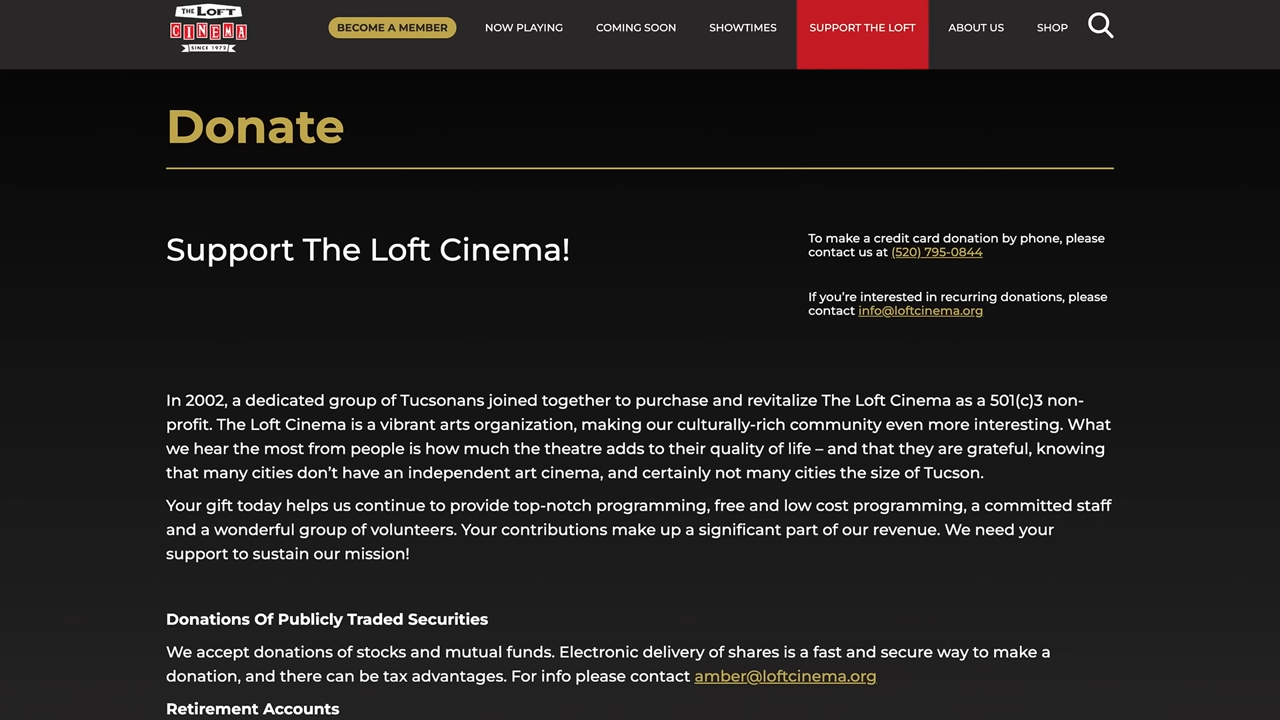 THE LOFT
CINEMA
SINCE 1972
BECOME A MEMBER
NOW PLAYING
COMING SOON
SHOWTIMES
SUPPORT THE LOFT
ABOUT US
SHOP
Donate
Support The Loft Cinema!
To make a credit card donation by phone, please
contact us at (520) 795-0844
If you're interested in recurring donations, please
contact info@loftcinema.org
In 2002, a dedicated group of Tucsonans joined together to purchase and revitalize The Loft Cinema as a 501(c)3 non-
profit. The Loft Cinema is a vibrant arts organization, making our culturally-rich community even more interesting. What
we hear the most from people is how much the theatre adds to their quality of life – and that they are grateful, knowing
that many cities don't have an independent art cinema, and certainly not many cities the size of Tucson.
Your gift today helps us continue to provide top-notch programming, free and low cost programming, a committed staff
and a wonderful group of volunteers. Your contributions make up a significant part of our revenue. We need your
support to sustain our mission!
Donations Of Publicly Traded Securities
We accept donations of stocks and mutual funds. Electronic delivery of shares is a fast and secure way to make a
donation, and there can be tax advantages. For info please contact amber@loftcinema.org
Retirement Accounts